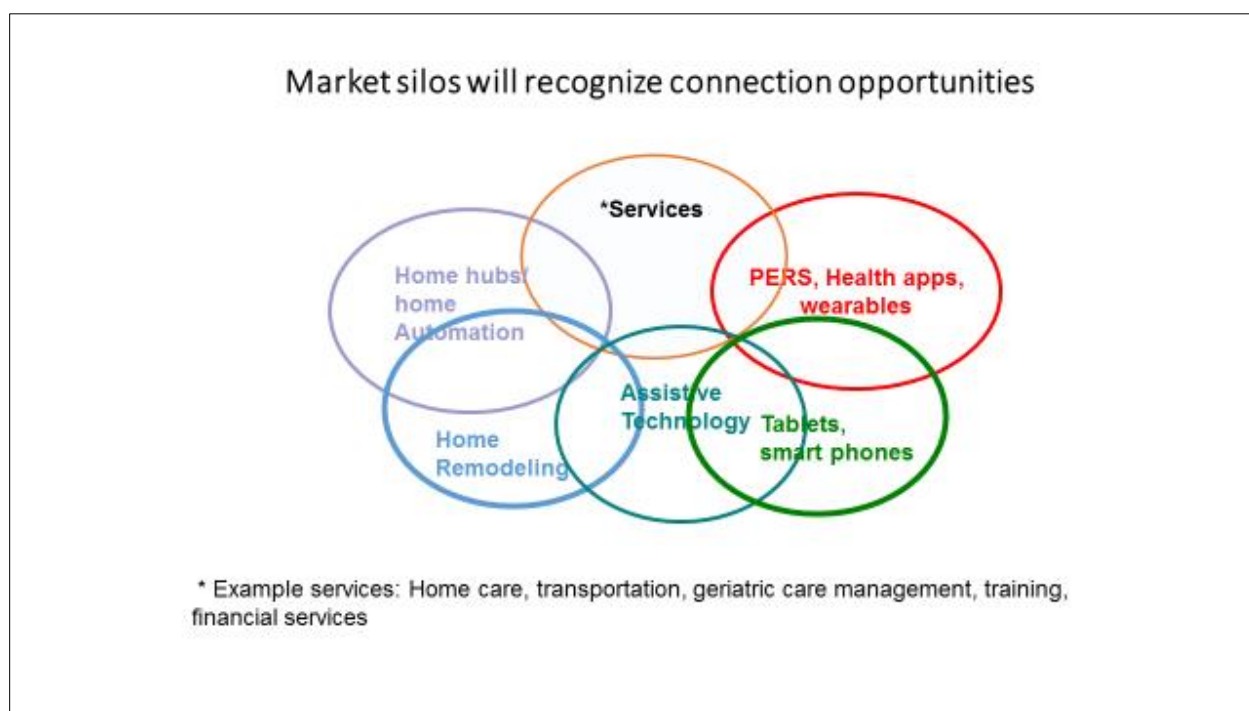 Market silos will recognize connection opportunities
*Services
Home hubs/
home
Automation
PERS, Health apps,
wearables
Assistive
Technology
Tablets,
smart phones
Home
Remodeling
* Example services: Home care, transportation, geriatric care management, training,
financial services